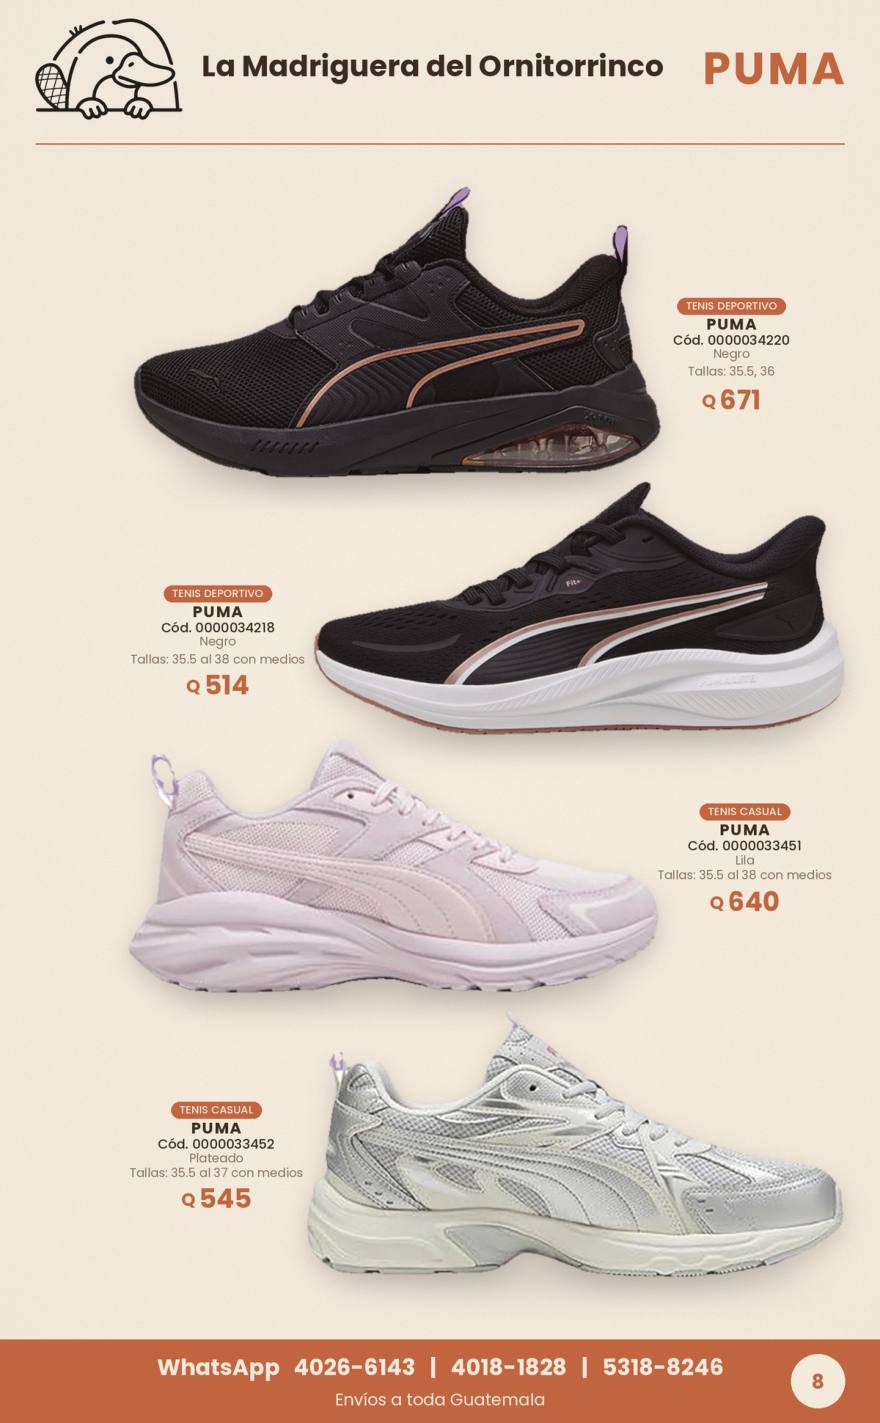 La Madriguera del Ornitorrinco
PUMA
TENIS DEPORTIVO
PUMA
Cód. 0000034220
Negro
Tallas: 35.5, 36
Q 671
Fit+
TENIS DEPORTIVO
PUMA
Cód. 0000034218
Negro
Tallas: 35.5 al 38 con medios
Q 514
TENIS CASUAL
PUMA
Cód. 0000033451
Lila
Tallas: 35.5 al 38 con medios
Q 640
TENIS CASUAL
PUMA
Cód. 0000033452
Plateado
Tallas: 35.5 al 37 con medios
Q 545
WhatsApp 4026-6143 | 4018-1828 | 5318-8246
Envíos a toda Guatemala
8